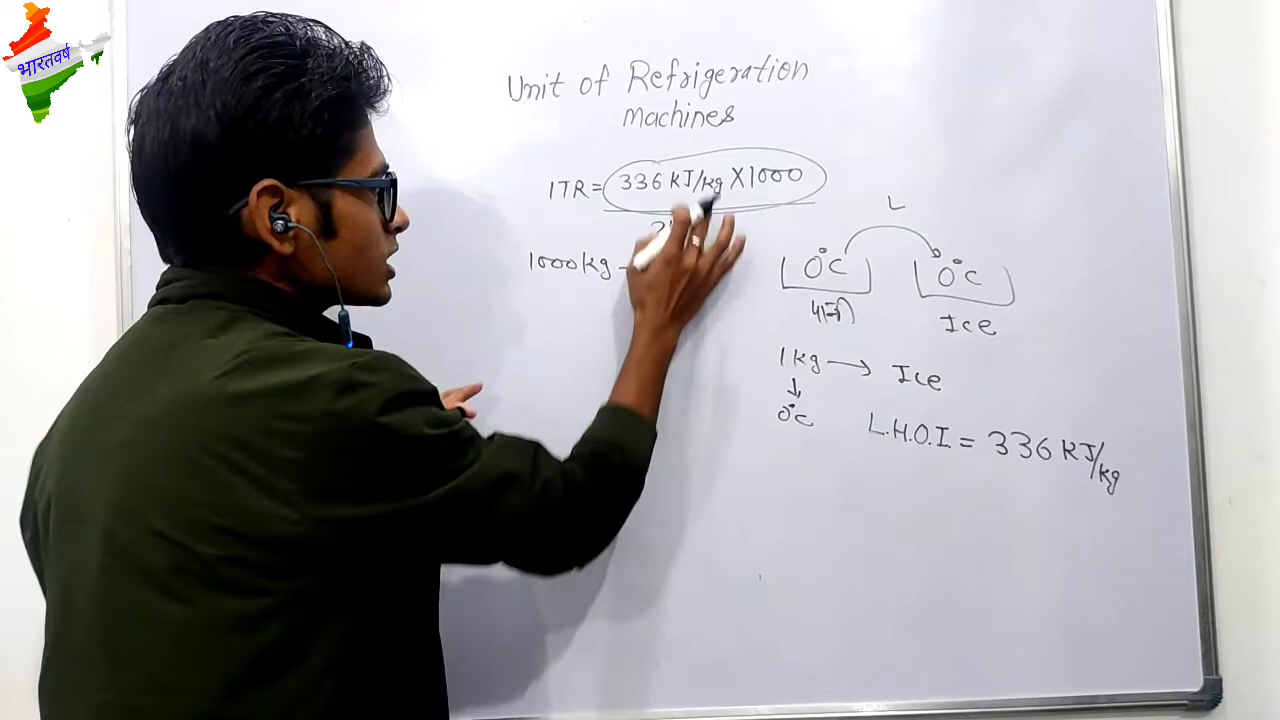 भारतवर्ष
Unit of Refrigeration
machines
1TR = 336 KJ/kg X1000
1000kg
L
0°C
0°C
पानी
Ice
1kg → Ice
↓
0°C
L.H.O.I = 336 KJ/kg